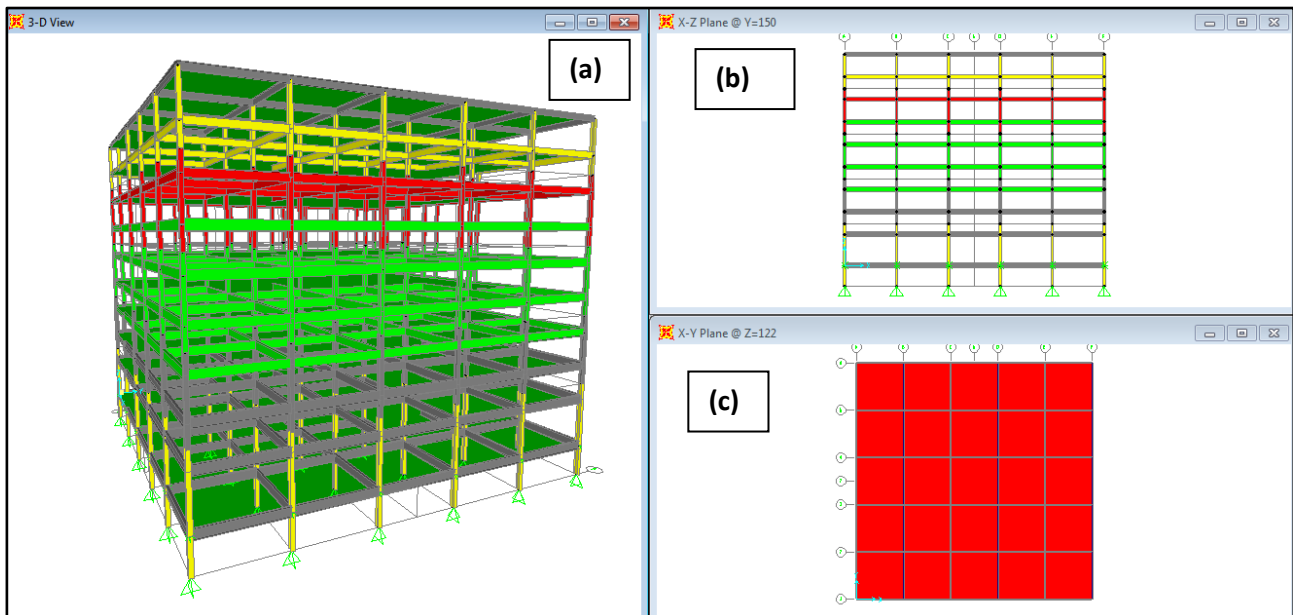 3-D View
(a)
X-Z Plane @ Y=150
(b)
X-Y Plane @ Z=122
(c)